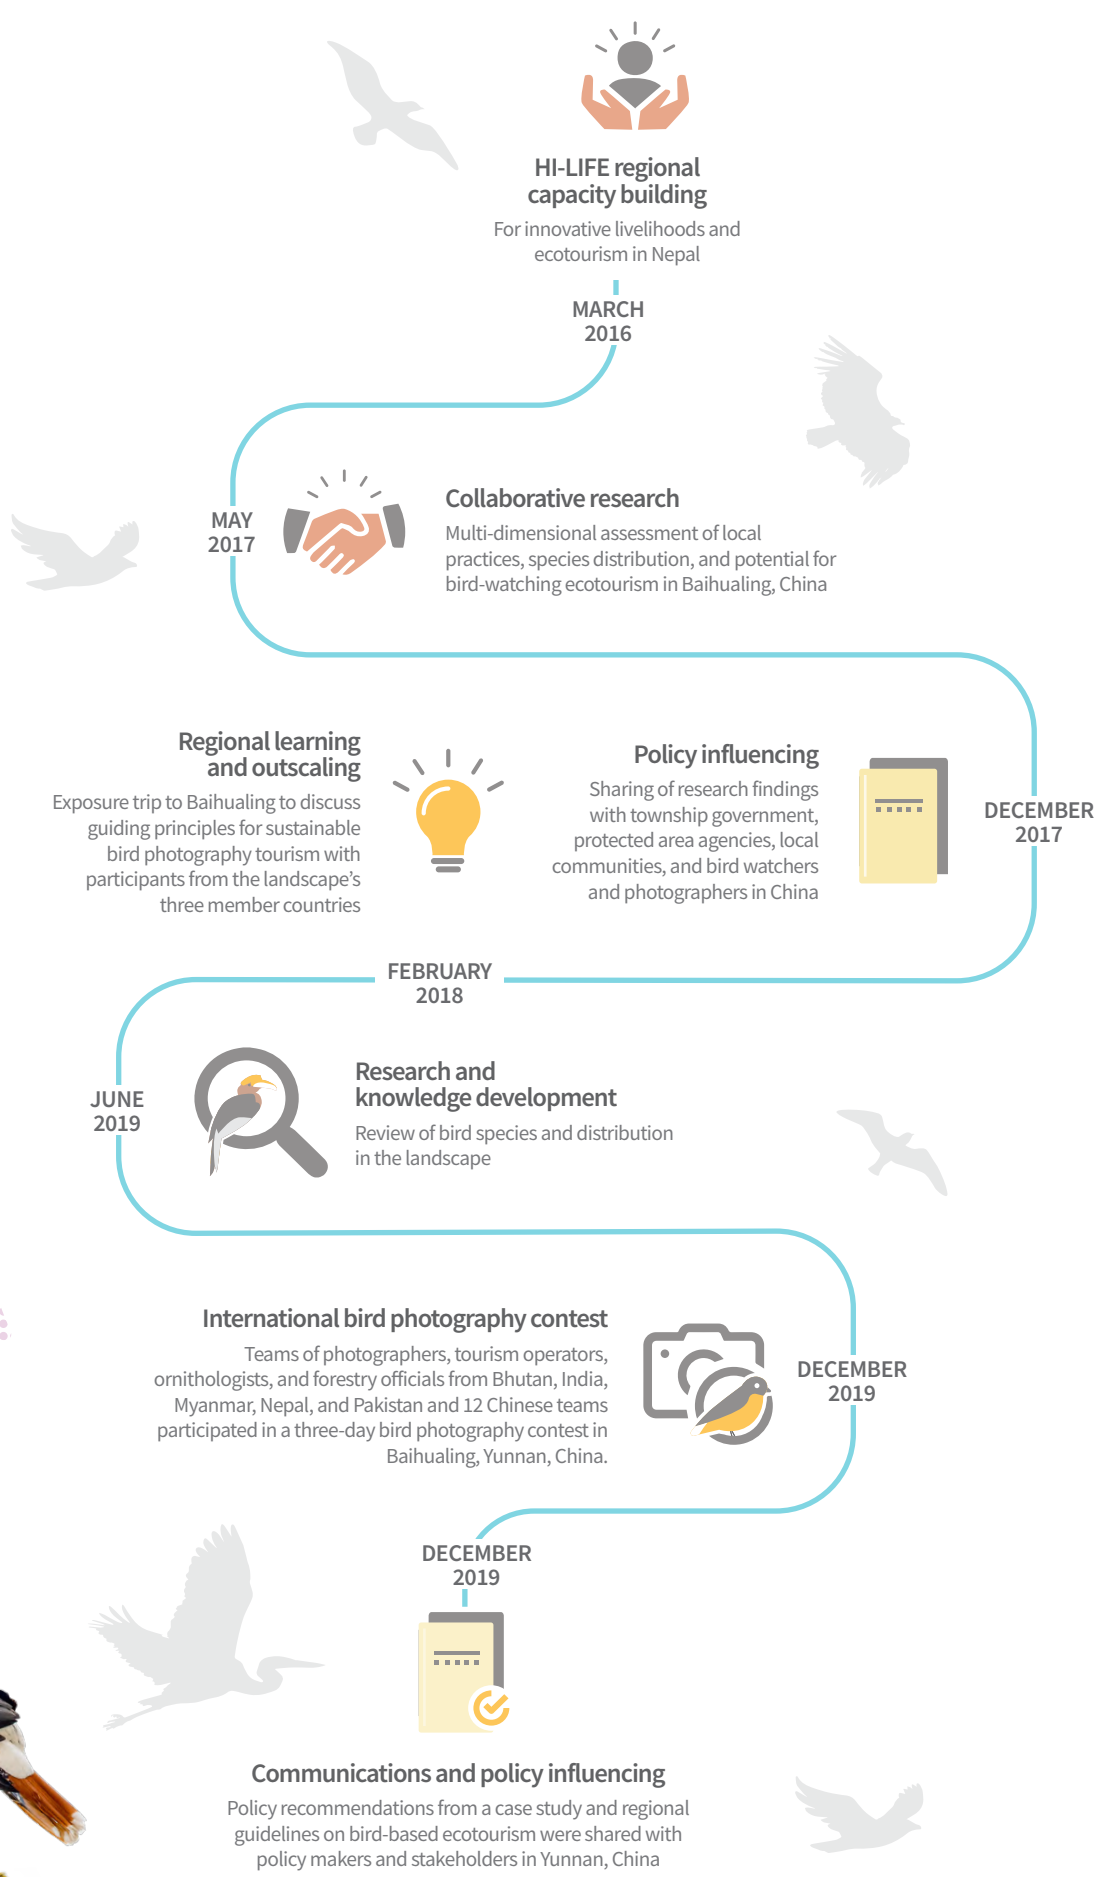 HI-LIFE regional
capacity building
For innovative livelihoods and
ecotourism in Nepal
MARCH
2016
MAY
2017
Collaborative research
Multi-dimensional assessment of local
practices, species distribution, and potential for
bird-watching ecotourism in Baihualing, China
Policy influencing
Sharing of research findings
with township government,
protected area agencies, local
communities, and bird watchers
and photographers in China
DECEMBER
2017
Regional learning
and outscaling
Exposure trip to Baihualing to discuss
guiding principles for sustainable
bird photography tourism with
participants from the landscape’s
three member countries
FEBRUARY
2018
JUNE
2019
Research and
knowledge development
Review of bird species and distribution
in the landscape
International bird photography contest
Teams of photographers, tourism operators,
ornithologists, and forestry officials from Bhutan, India,
Myanmar, Nepal, and Pakistan and 12 Chinese teams
participated in a three-day bird photography contest in
Baihualing, Yunnan, China.
DECEMBER
2019
DECEMBER
2019
Communications and policy influencing
Policy recommendations from a case study and regional
guidelines on bird-based ecotourism were shared with
policy makers and stakeholders in Yunnan, China